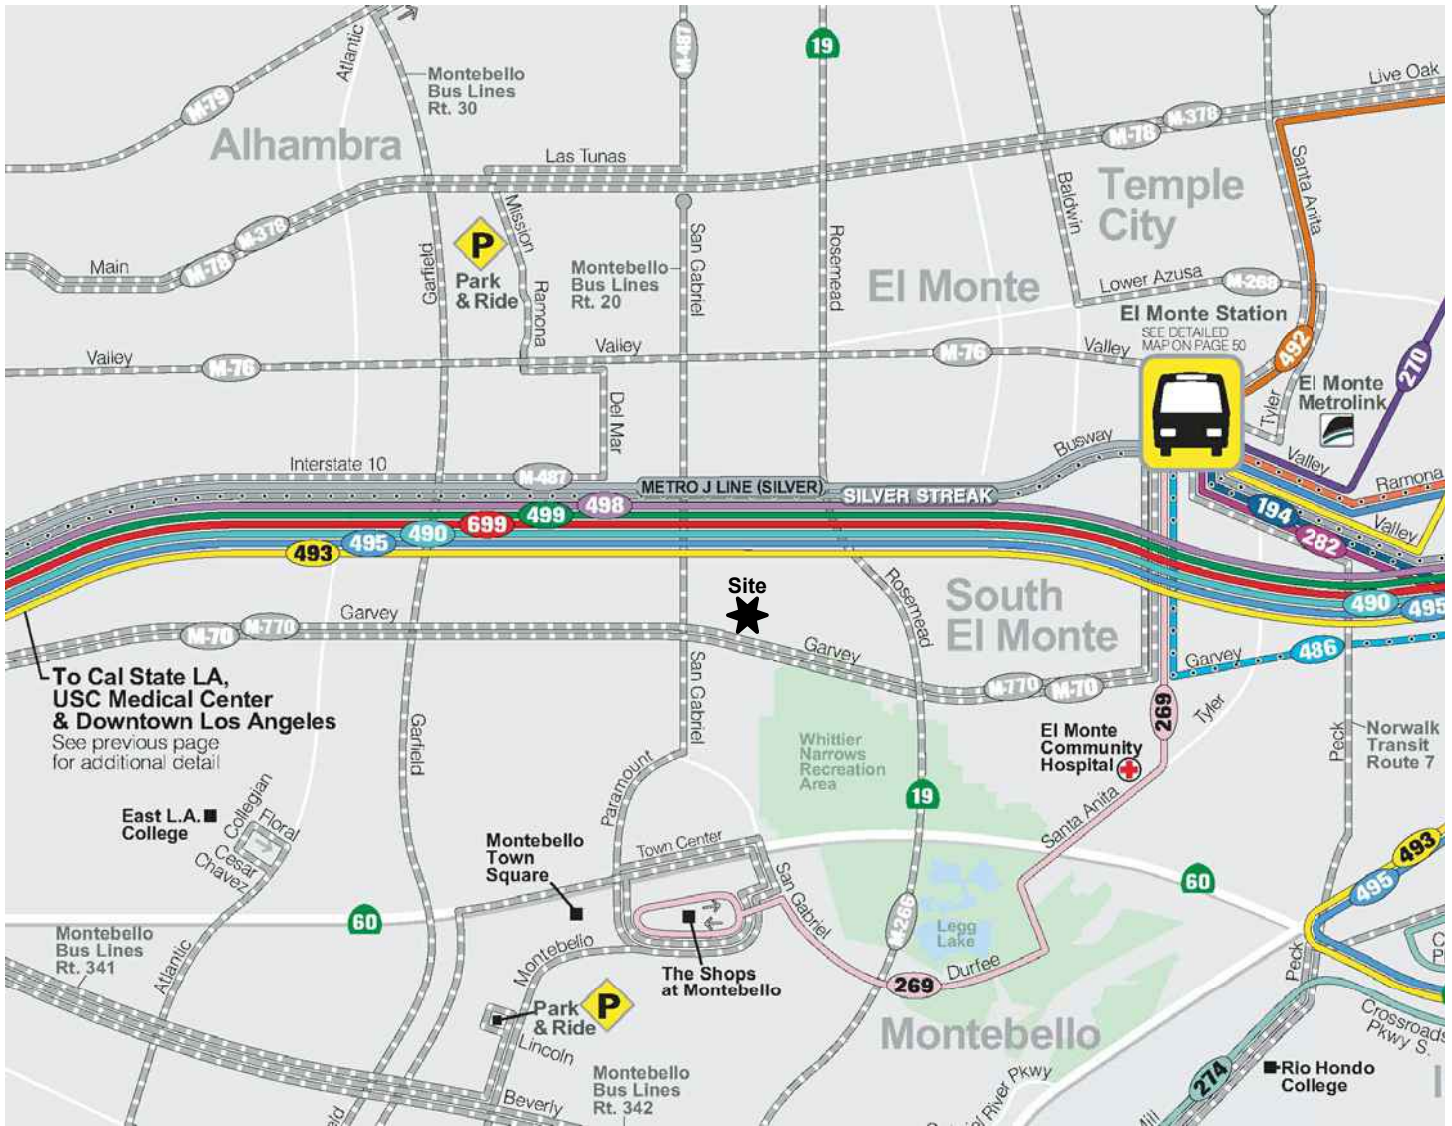 Atlantic
M-487
19
Live Oak
Montebello
Bus Lines
Rt. 30
M-79
M-378
M-78
Alhambra
Las Tunas
Santa Anita
Baldwin
Temple
City
Mission
M-378
M-78
Main
Garfield
P
Park
& Ride
Ramona
Montebello
Bus Lines
Rt. 20
San Gabriel
Rosemead
El Monte
Lower Azusa
M-268
El Monte Station
SEE DETAILED
MAP ON PAGE 50
Valley
M-76
Valley
M-76
Valley
492
270
El Monte
Metrolink
Tyler
Del Mar
Busway
Interstate 10
M-487
METRO J LINE (SILVER)
SILVER STREAK
Valley
Ramona
498
499
699
490
495
493
194
282
Valley
Site
Rosemead
South
El Monte
490
495
Garvey
M-770
M-70
Garvey
Garvey
486
To Cal State LA,
USC Medical Center
& Downtown Los Angeles
See previous page
for additional detail
San Gabriel
M-770
M-70
269
Tyler
Garfield
El Monte
Community
Hospital
Peck
Norwalk
Transit
Route 7
Whittier
Narrows
Recreation
Area
Paramount
19
Santa Anita
East L.A.
College
Collegian
Floral
Cesar
Chavez
Montebello
Town
Square
Town Center
San Gabriel
60
493
495
60
M-266
Legg
Lake
Montebello
Bus Lines
Rt. 341
Atlantic
Montebello
The Shops
at Montebello
269
Durfee
Peck
Park
& Ride
P
Lincoln
Montebello
Crossroads
Pkwy S.
Montebello
Bus Lines
Rt. 342
Beverly
274
Rio Hondo
College